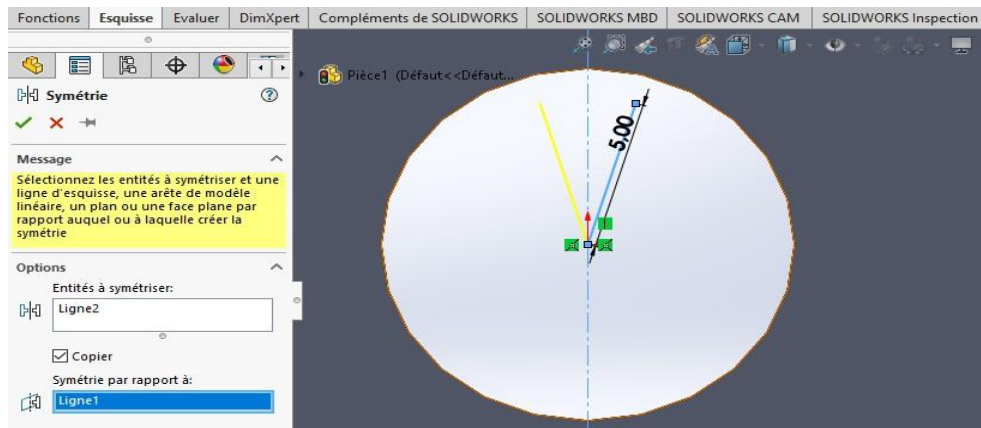 Fonctions Esquisse Evaluer DimXpert Compléments de SOLIDWORKS SOLIDWORKS MBD SOLIDWORKS CAM SOLIDWORKS Inspection
Pièce1 (Défaut<<Défaut...
Symétrie
Message
Sélectionnez les entités à symétriser et une
ligne d'esquisse, une arête de modèle
linéaire, un plan ou une face plane par
rapport auquel ou à laquelle créer la
symétrie
Options
Entités à symétriser:
Ligne2
Copier
Symétrie par rapport à:
Ligne1
5,00